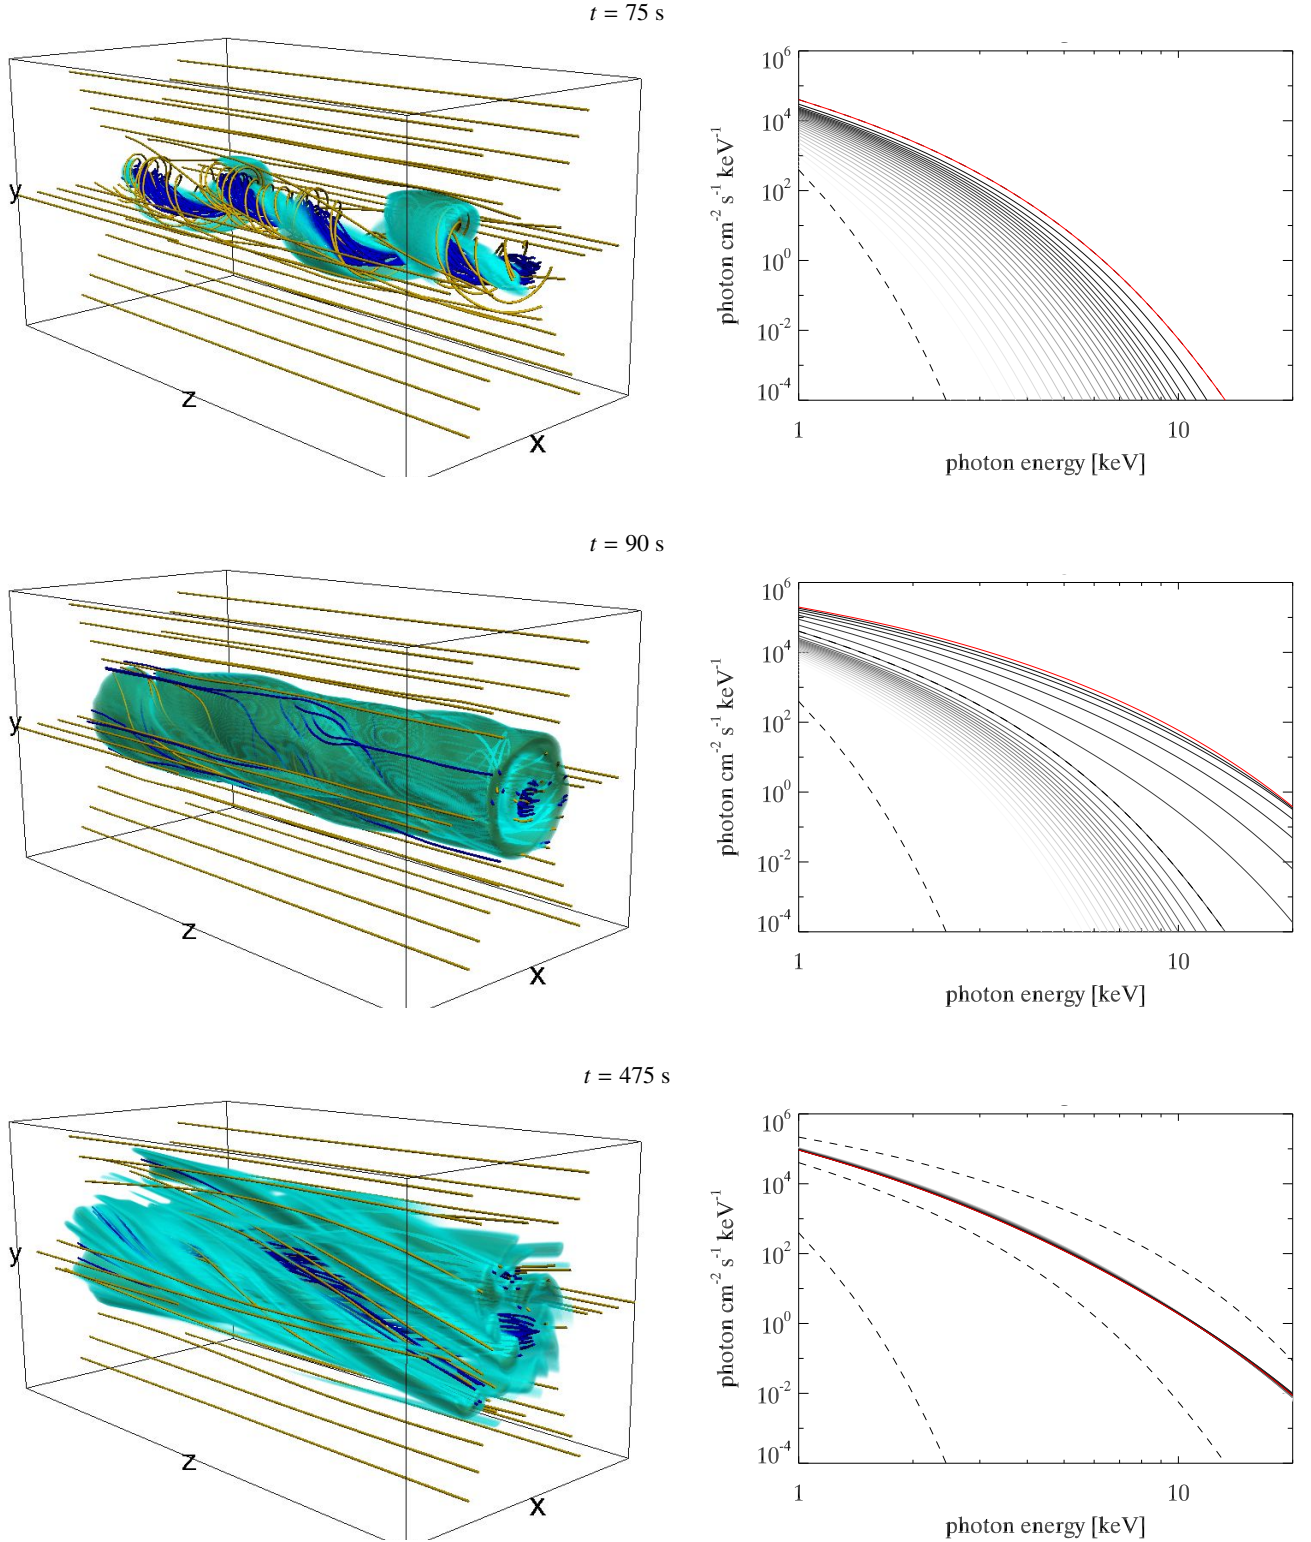 t = 75 s
y
z
x
10^6
10^4
10^2
10^0
10^-2
10^-4
photon cm^-2 s^-1 keV^-1
1
10
photon energy [keV]
t = 90 s
y
z
x
10^6
10^4
10^2
10^0
10^-2
10^-4
photon cm^-2 s^-1 keV^-1
1
10
photon energy [keV]
t = 475 s
y
z
x
10^6
10^4
10^2
10^0
10^-2
10^-4
photon cm^-2 s^-1 keV^-1
1
10
photon energy [keV]